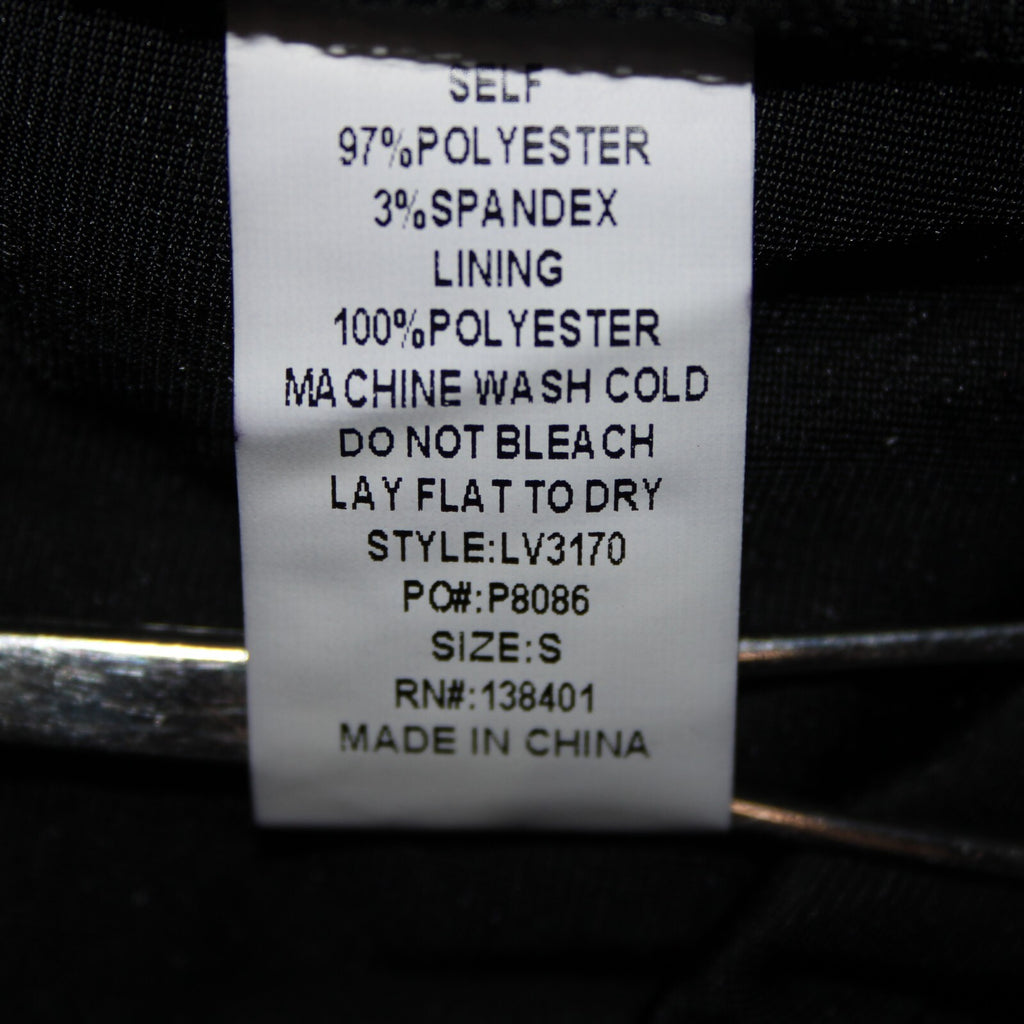 SELF
97%POLYESTER
3%SPANDEX
LINING
100%POLYESTER
MACHINE WASH COLD
DO NOT BLEACH
LAY FLAT TO DRY
STYLE:LV3170
PO#:P8086
SIZE:S
RN#:138401
MADE IN CHINA